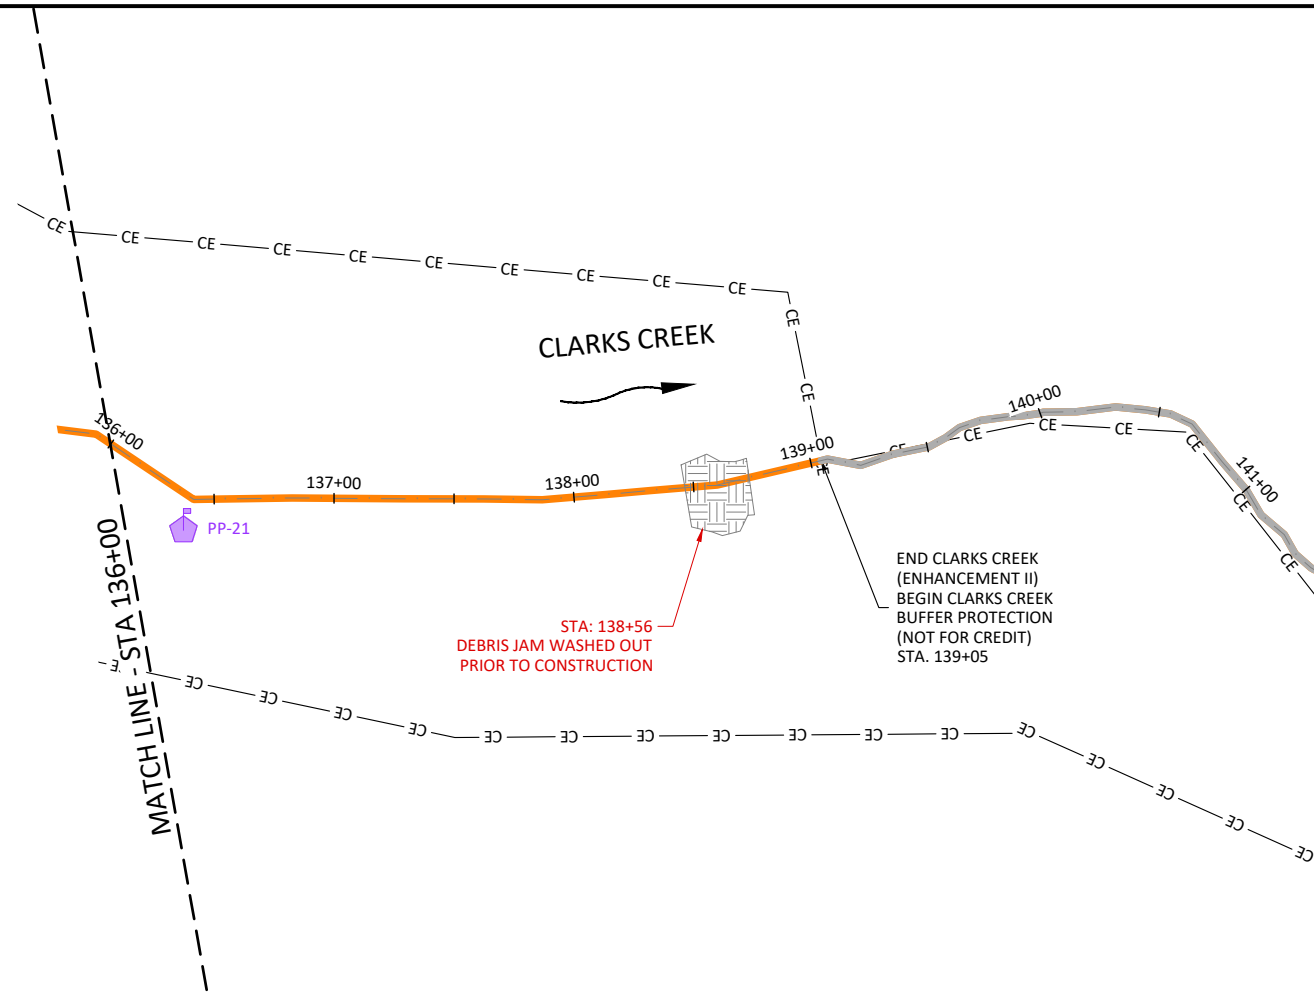 CE
CE CE CE CE CE CE CE CE CE
CE
CE
CE
CLARKS CREEK
136+00
137+00
138+00
139+00
140+00
141+00
CE CE CE CE
CE
CE
CE
PP-21
MATCH LINE - STA 136+00
STA: 138+56
DEBRIS JAM WASHED OUT
PRIOR TO CONSTRUCTION
END CLARKS CREEK
(ENHANCEMENT II)
BEGIN CLARKS CREEK
BUFFER PROTECTION
(NOT FOR CREDIT)
STA. 139+05
CE CE CE CE
CE CE CE CE CE CE CE
CE CE CE CE CE